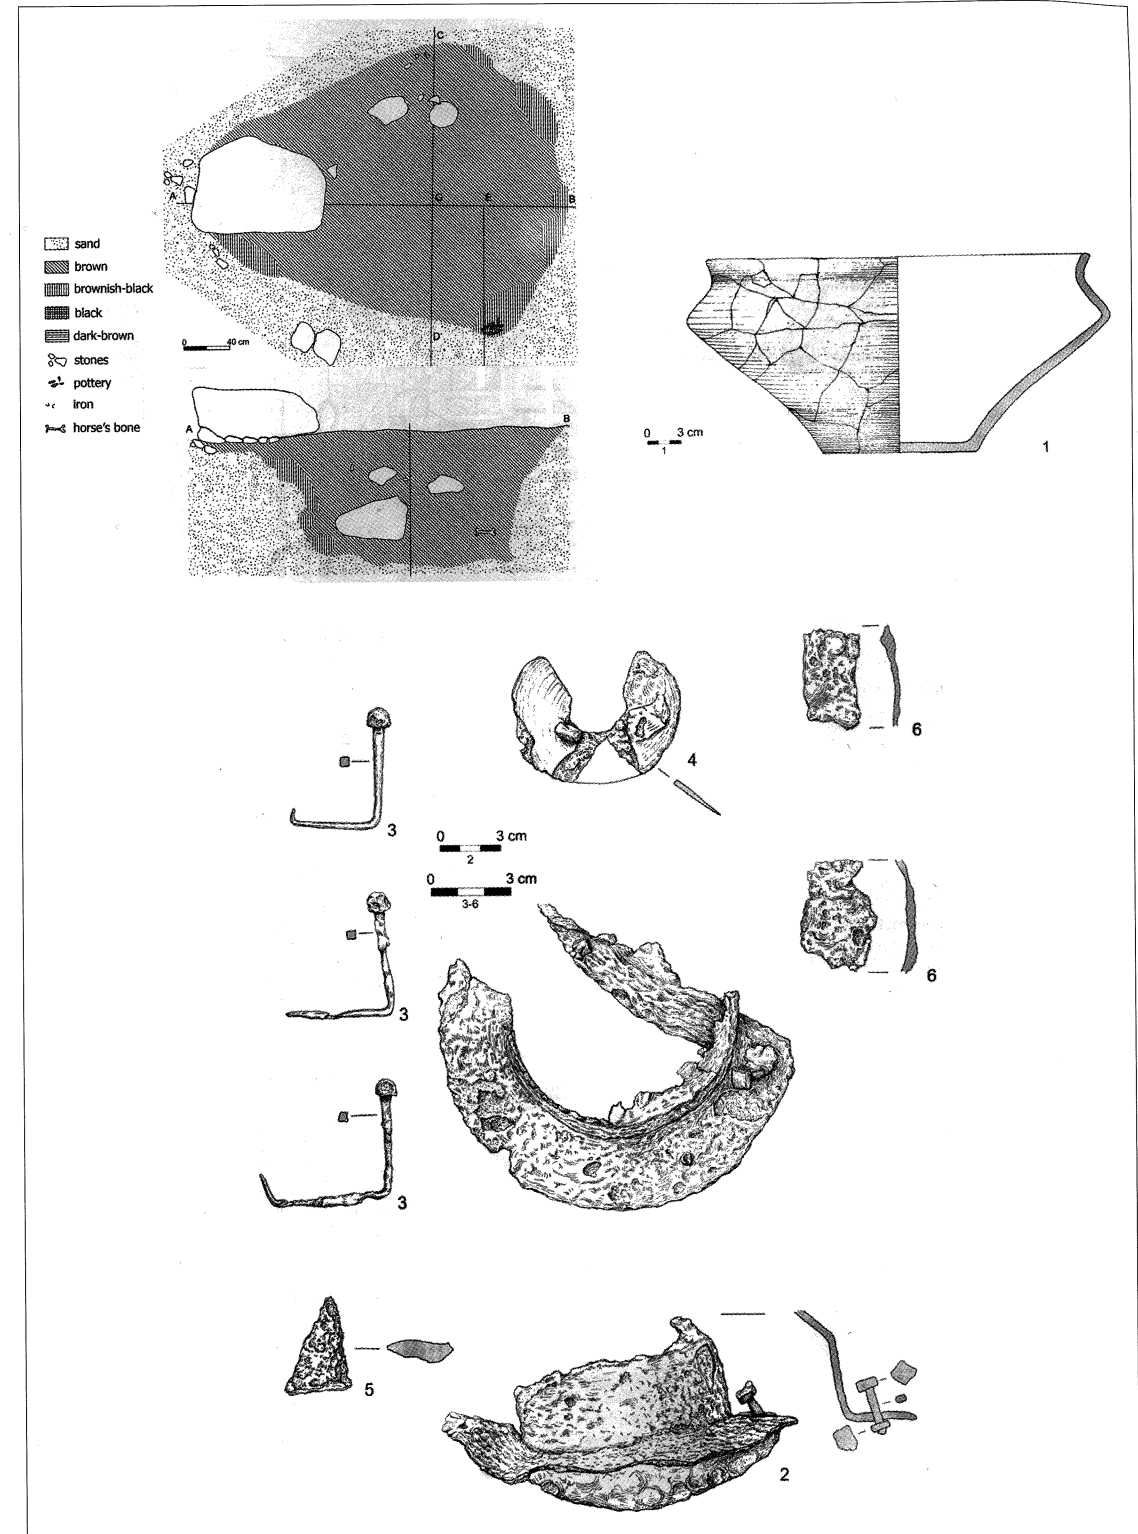 C
A
G
E
B
D
sand
brown
brownish-black
black
dark-brown
stones
pottery
iron
horse's bone
0 40 cm
A
B
0 3 cm
1
1
6
4
3
0 3 cm
2
0 3 cm
3-6
6
3
3
5
2